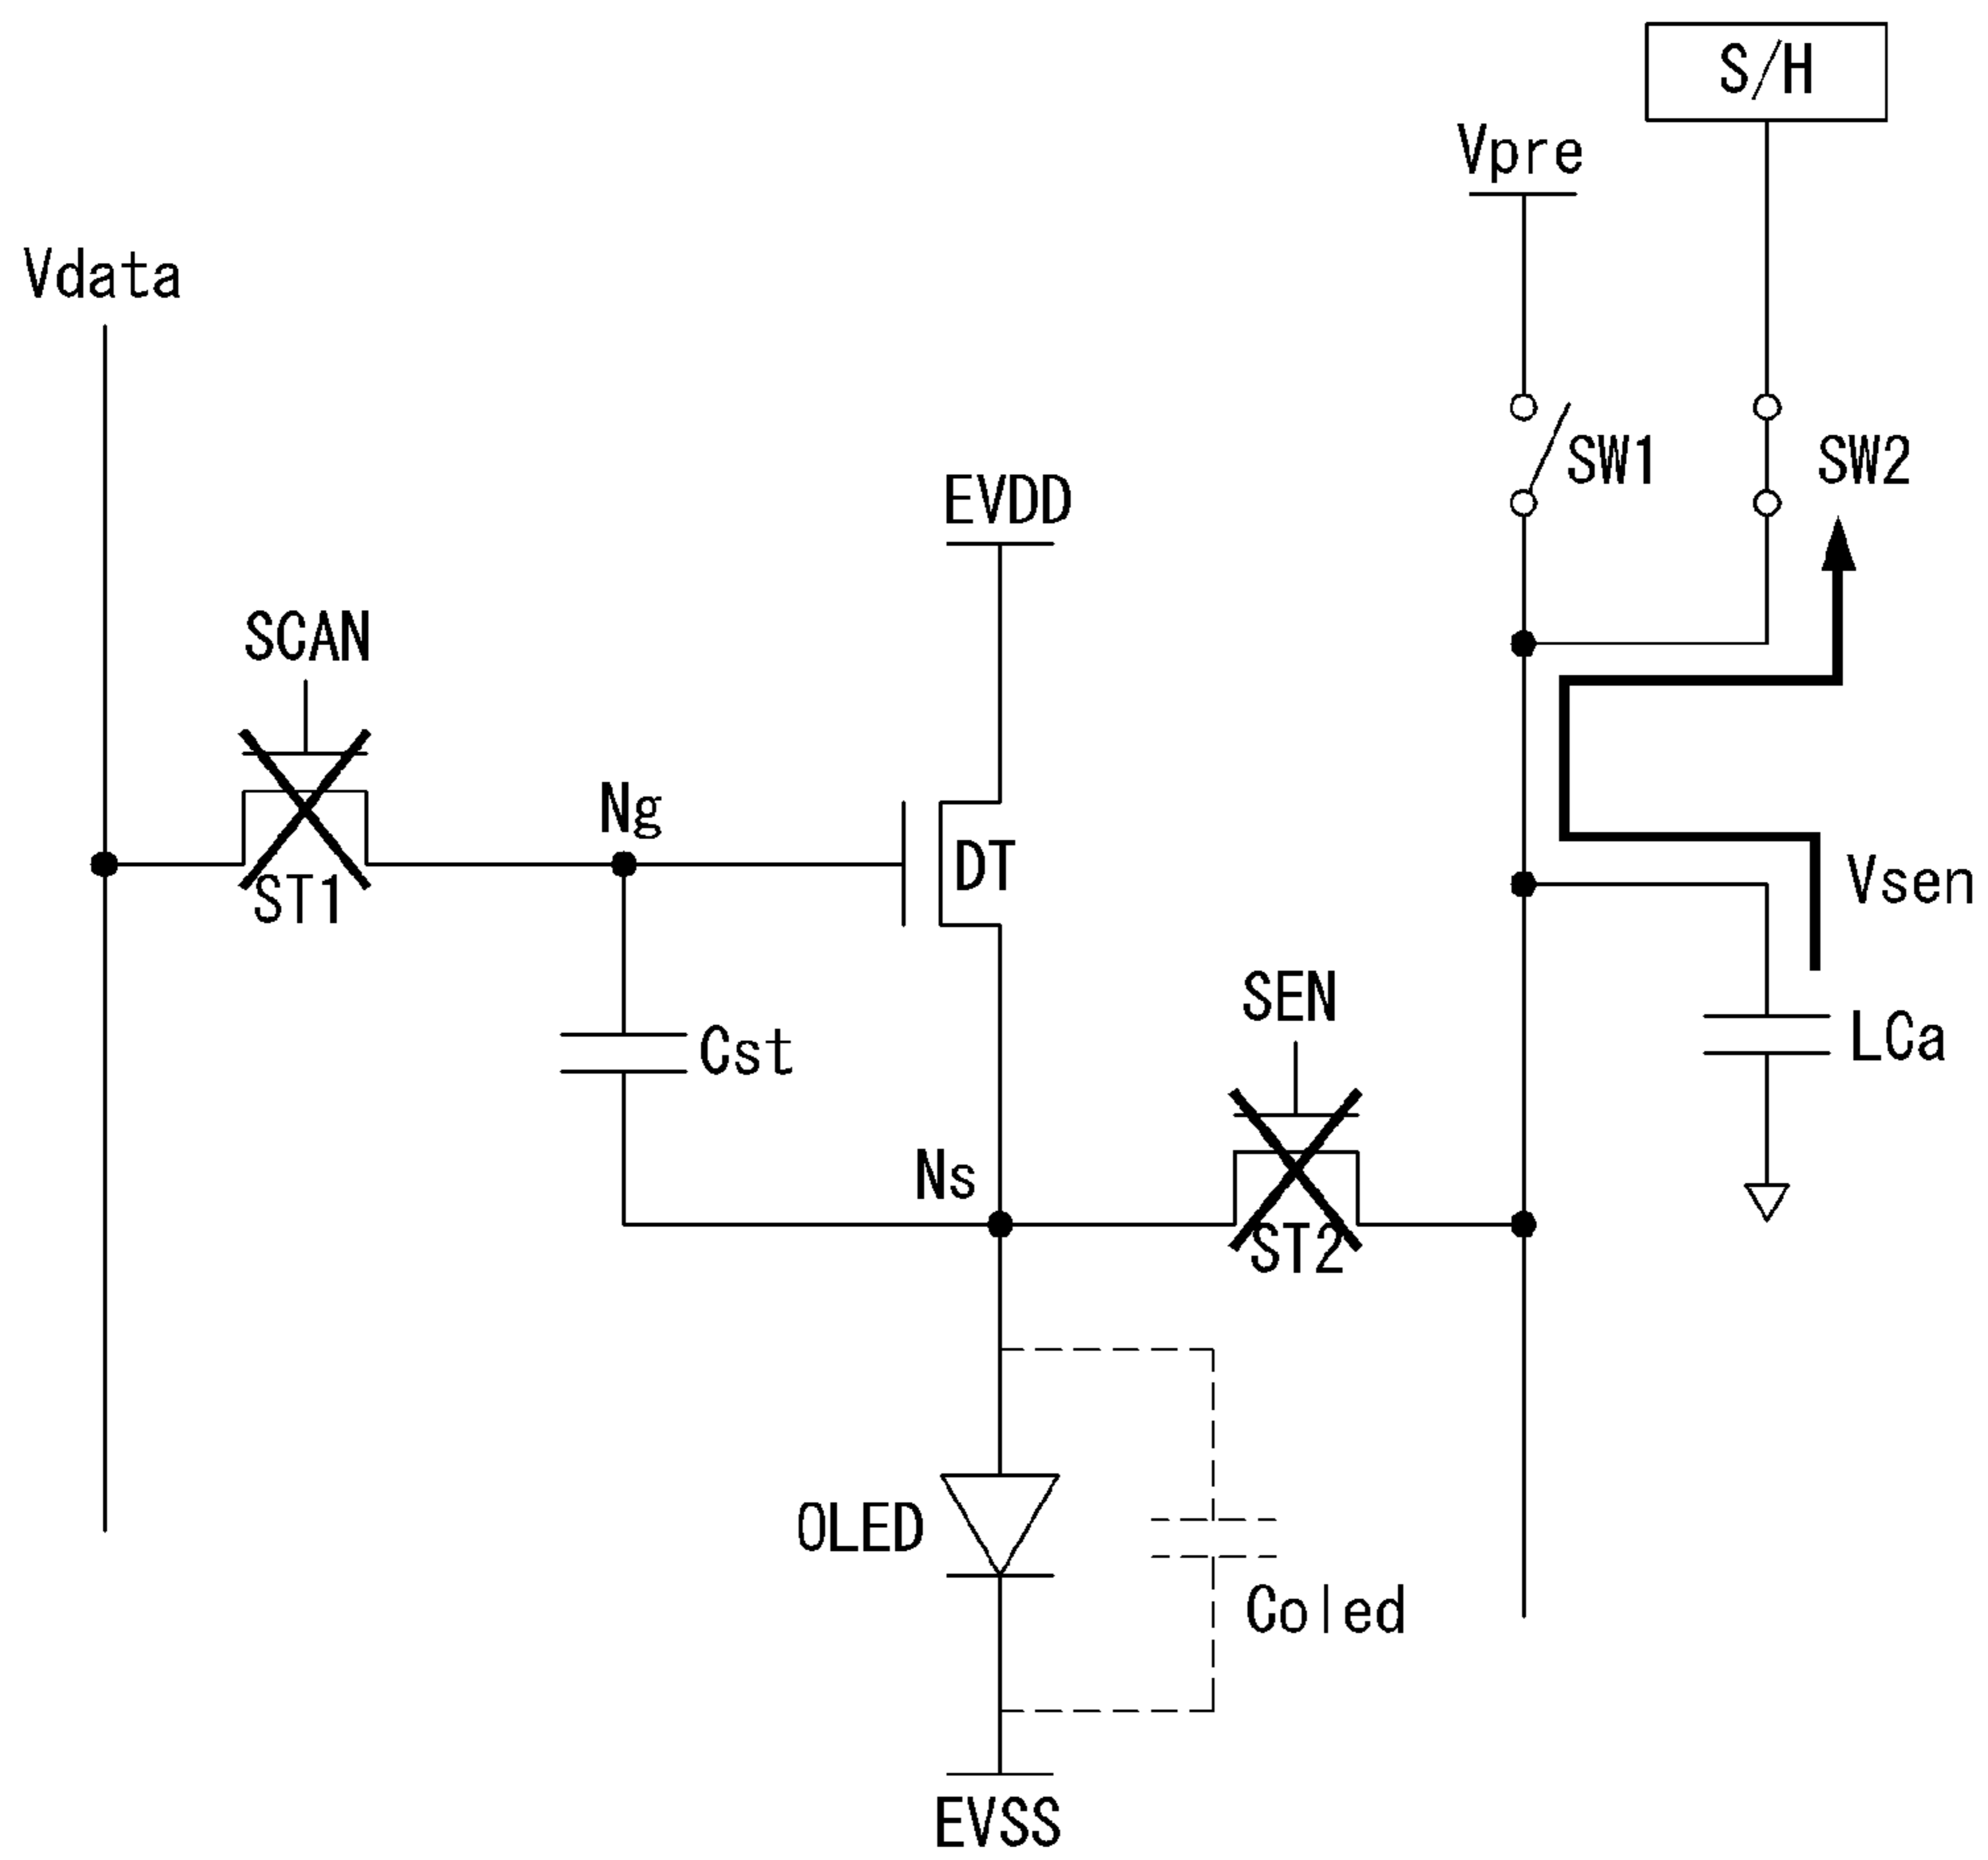 S/H
Vpre
Vdata
SW1
SW2
EVDD
SCAN
Ng
DT
ST1
Vsen
SEN
Cst
LCa
Ns
ST2
OLED
Coled
EVSS